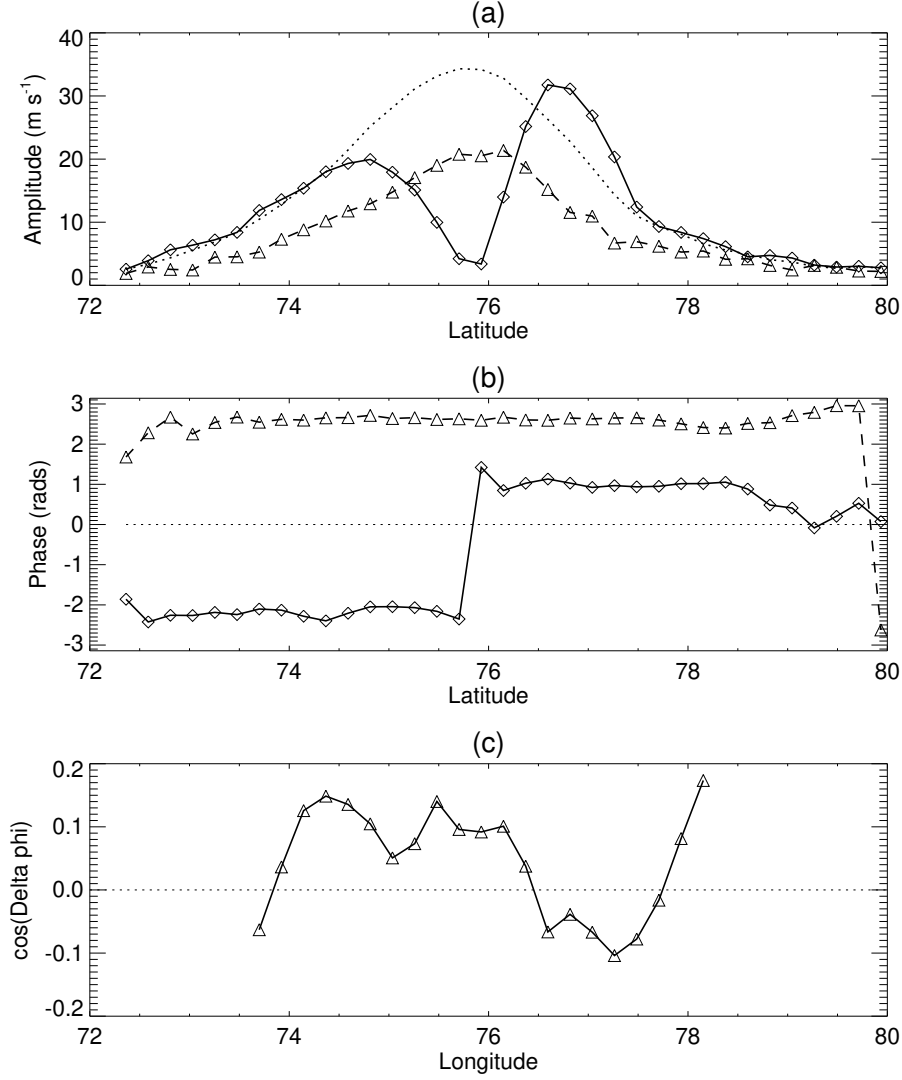 (a)
40
30
20
10
0
Amplitude (m s⁻¹)
72 74 76 78 80
Latitude
(b)
3
2
1
0
-1
-2
-3
Phase (rads)
72 74 76 78 80
Latitude
(c)
0.2
0.1
0.0
-0.1
-0.2
cos(Delta phi)
72 74 76 78 80
Longitude